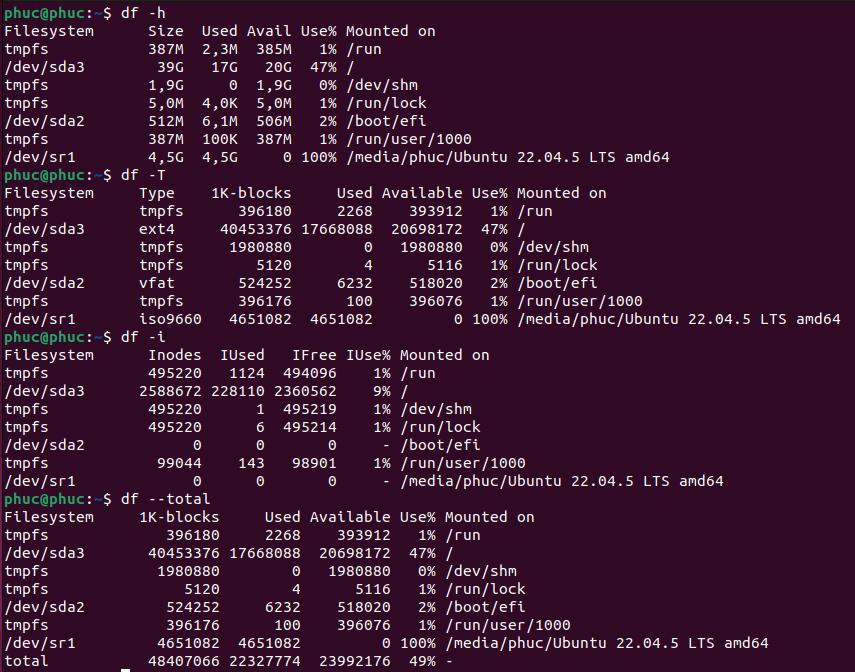 phuc@phuc:~$ df -h
Filesystem      Size  Used Avail Use% Mounted on
tmpfs           387M  2,3M  385M   1% /run
/dev/sda3        39G   17G   20G  47% /
tmpfs           1,9G     0  1,9G   0% /dev/shm
tmpfs           5,0M  4,0K  5,0M   1% /run/lock
/dev/sda2       512M  6,1M  506M   2% /boot/efi
tmpfs           387M  100K  387M   1% /run/user/1000
/dev/sr1        4,5G  4,5G     0 100% /media/phuc/Ubuntu 22.04.5 LTS amd64
phuc@phuc:~$ df -T
Filesystem     Type    1K-blocks     Used Available Use% Mounted on
tmpfs          tmpfs      396180     2268    393912   1% /run
/dev/sda3      ext4     40453376 17668088  20698172  47% /
tmpfs          tmpfs     1980880        0   1980880   0% /dev/shm
tmpfs          tmpfs        5120        4      5116   1% /run/lock
/dev/sda2      vfat       524252     6232    518020   2% /boot/efi
tmpfs          tmpfs      396176      100    396076   1% /run/user/1000
/dev/sr1       iso9660   4651082  4651082         0 100% /media/phuc/Ubuntu 22.04.5 LTS amd64
phuc@phuc:~$ df -i
Filesystem      Inodes  IUsed   IFree IUse% Mounted on
tmpfs           495220   1124  494096    1% /run
/dev/sda3      2588672 228110 2360562    9% /
tmpfs           495220      1  495219    1% /dev/shm
tmpfs           495220      6  495214    1% /run/lock
/dev/sda2            0      0       0     - /boot/efi
tmpfs            99044    143   98901    1% /run/user/1000
/dev/sr1             0      0       0     - /media/phuc/Ubuntu 22.04.5 LTS amd64
phuc@phuc:~$ df --total
Filesystem     1K-blocks     Used Available Use% Mounted on
tmpfs             396180     2268    393912   1% /run
/dev/sda3       40453376 17668088  20698172  47% /
tmpfs            1980880        0   1980880   0% /dev/shm
tmpfs               5120        4      5116   1% /run/lock
/dev/sda2         524252     6232    518020   2% /boot/efi
tmpfs             396176      100    396076   1% /run/user/1000
/dev/sr1         4651082  4651082         0 100% /media/phuc/Ubuntu 22.04.5 LTS amd64
total           48407066 22327774  23992176  49% -